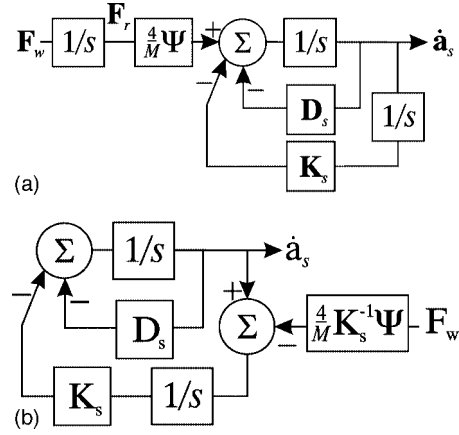 F_w 1/s F_r 4/M Ψ + Σ 1/s ȧ_s
− − D_s 1/s
K_s
(a)
Σ 1/s ȧ_s
− − D_s + Σ − 4/M K_s^-1 Ψ F_w
K_s 1/s
(b)